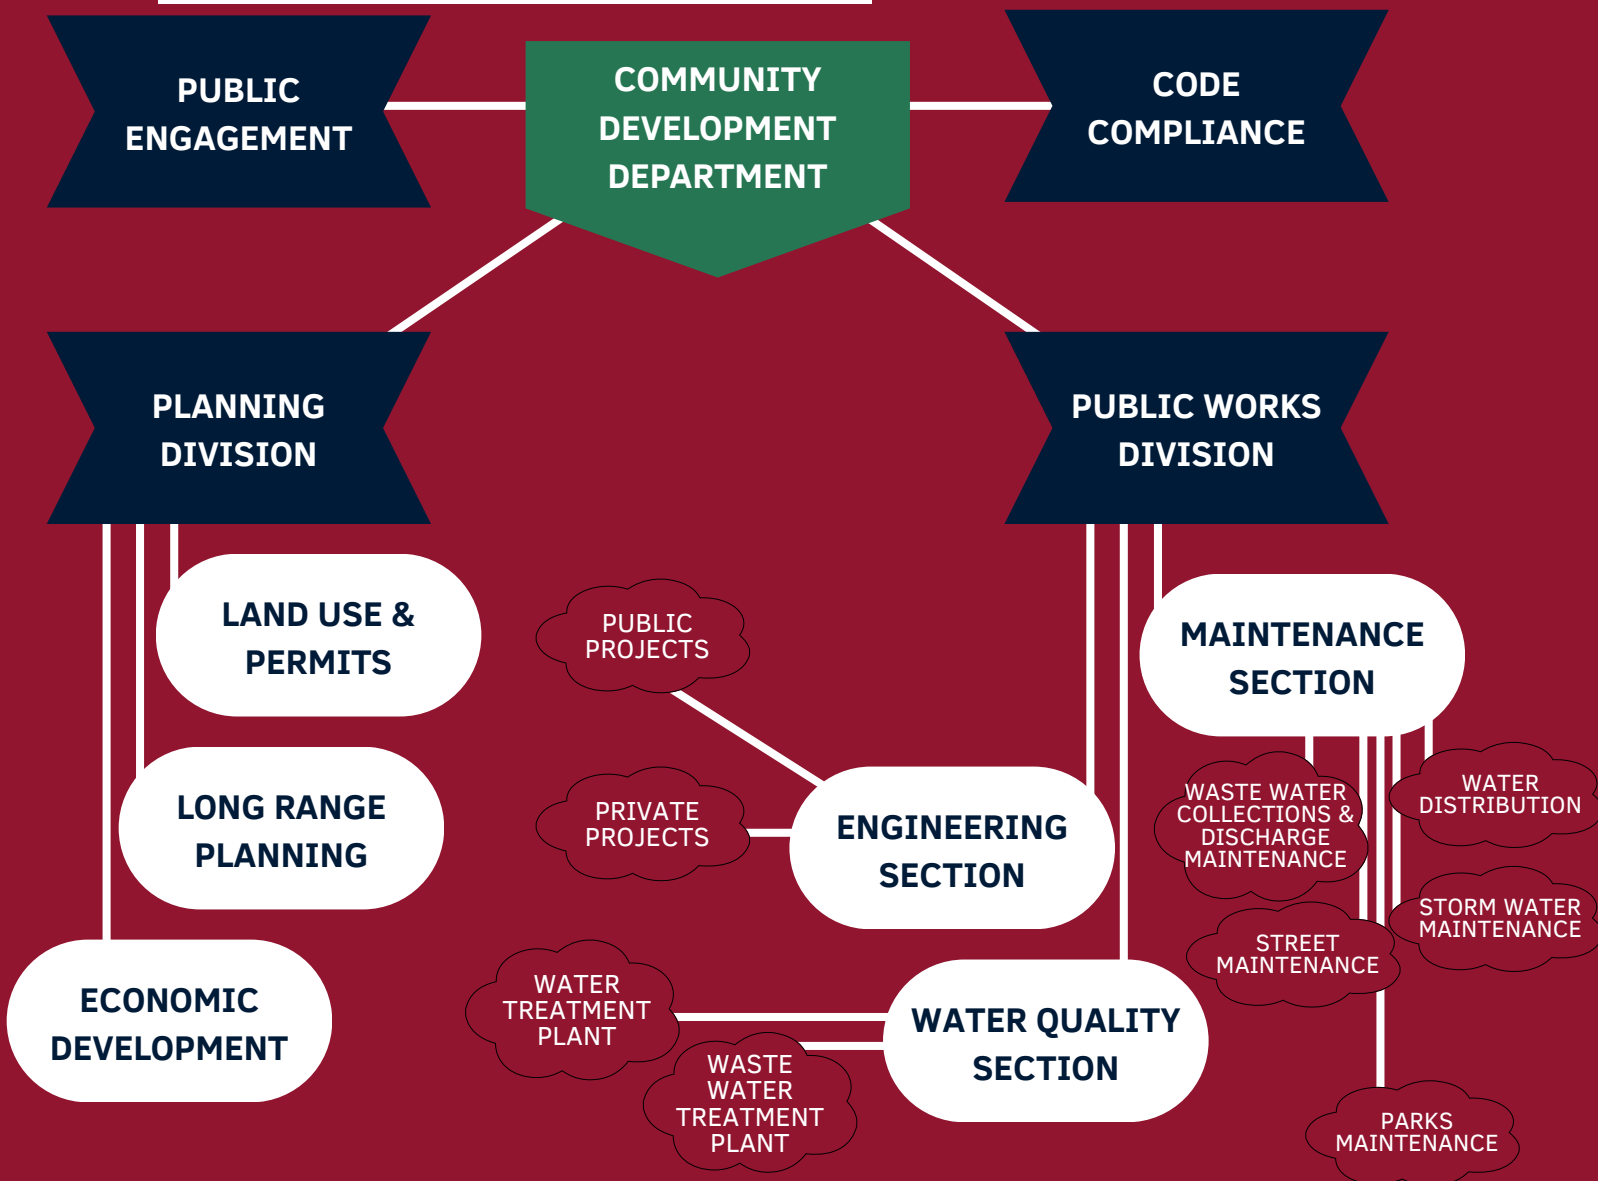 PUBLIC
ENGAGEMENT
COMMUNITY
DEVELOPMENT
DEPARTMENT
CODE
COMPLIANCE
PLANNING
DIVISION
PUBLIC WORKS
DIVISION
LAND USE &
PERMITS
PUBLIC
PROJECTS
MAINTENANCE
SECTION
LONG RANGE
PLANNING
PRIVATE
PROJECTS
ENGINEERING
SECTION
WASTE WATER
COLLECTIONS &
DISCHARGE
MAINTENANCE
WATER
DISTRIBUTION
STORM WATER
MAINTENANCE
STREET
MAINTENANCE
ECONOMIC
DEVELOPMENT
WATER
TREATMENT
PLANT
WASTE
WATER
TREATMENT
PLANT
WATER QUALITY
SECTION
PARKS
MAINTENANCE